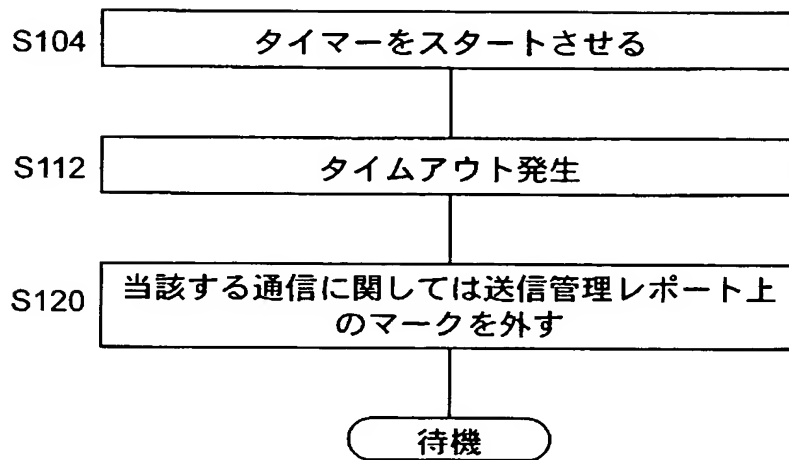 S104 タイマーをスタートさせる
S112 タイムアウト発生
S120 当該する通信に関しては送信管理レポート上
のマークを外す
待機